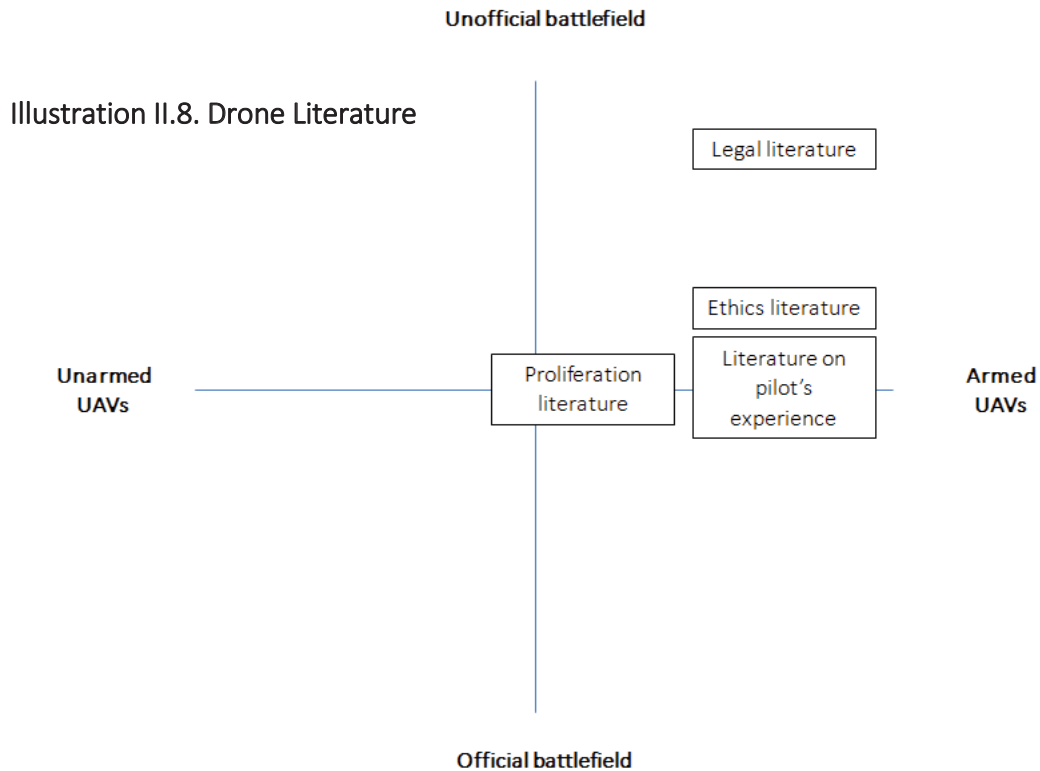 Unofficial battlefield
Illustration II.8. Drone Literature
Legal literature
Ethics literature
Unarmed
UAVs
Proliferation
literature
Literature on
pilot’s
experience
Armed
UAVs
Official battlefield